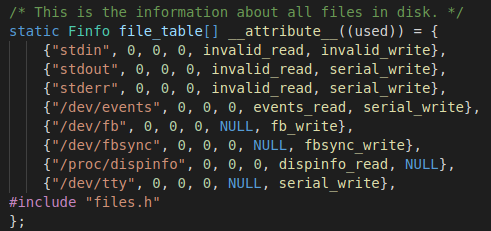 /* This is the information about all files in disk. */
static Finfo file_table[] __attribute__((used)) = {
    {"stdin", 0, 0, 0, invalid_read, invalid_write},
    {"stdout", 0, 0, 0, invalid_read, serial_write},
    {"stderr", 0, 0, 0, invalid_read, serial_write},
    {"/dev/events", 0, 0, 0, events_read, serial_write},
    {"/dev/fb", 0, 0, 0, NULL, fb_write},
    {"/dev/fbsync", 0, 0, 0, NULL, fbsync_write},
    {"/proc/dispinfo", 0, 0, 0, dispinfo_read, NULL},
    {"/dev/tty", 0, 0, 0, NULL, serial_write},
#include "files.h"
};